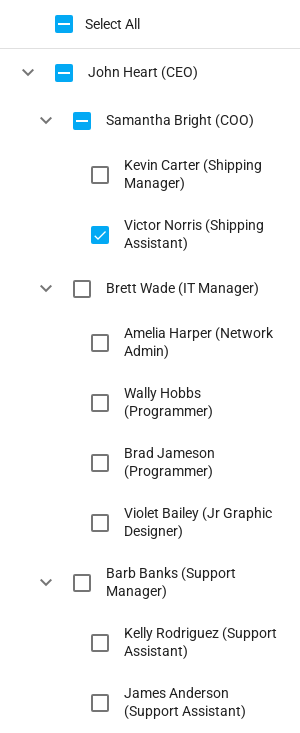 Select All
John Heart (CEO)
Samantha Bright (COO)
Kevin Carter (Shipping
Manager)
Victor Norris (Shipping
Assistant)
Brett Wade (IT Manager)
Amelia Harper (Network
Admin)
Wally Hobbs
(Programmer)
Brad Jameson
(Programmer)
Violet Bailey (Jr Graphic
Designer)
Barb Banks (Support
Manager)
Kelly Rodriguez (Support
Assistant)
James Anderson
(Support Assistant)